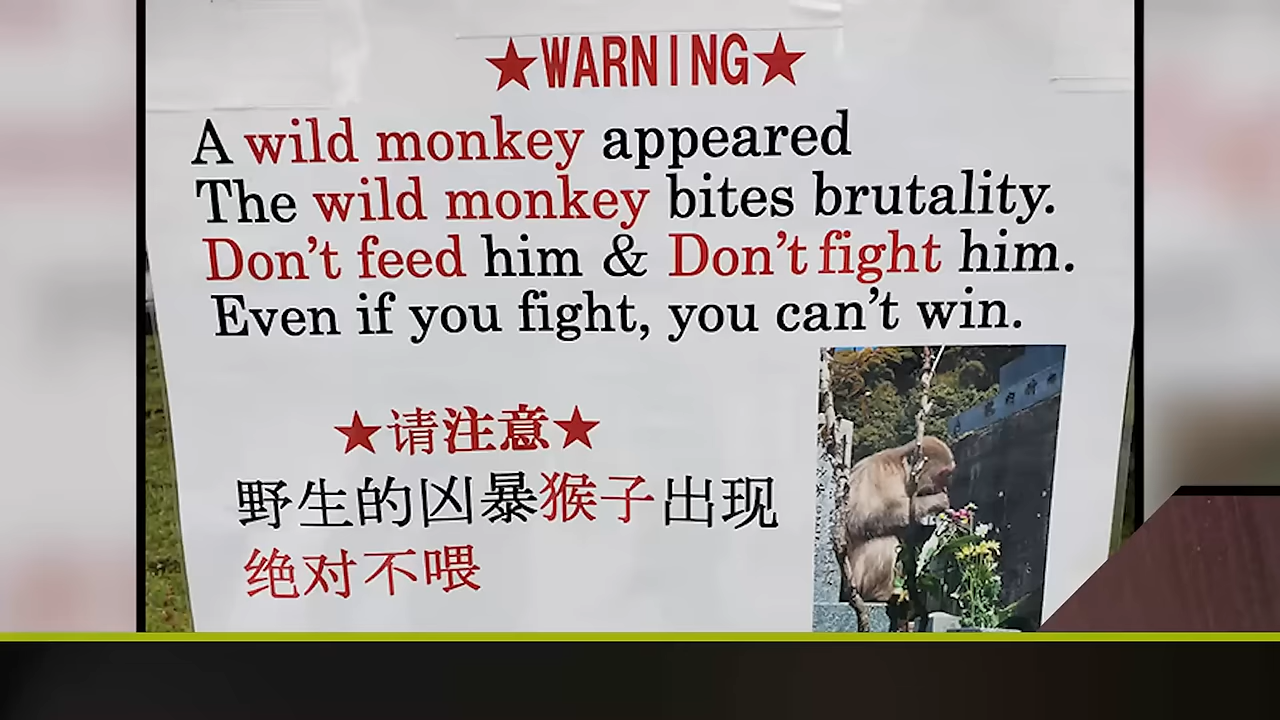 ★WARNING★
A wild monkey appeared
The wild monkey bites brutality.
Don't feed him & Don't fight him.
Even if you fight, you can't win.
★请注意★
野生的凶暴猴子出现
绝对不喂